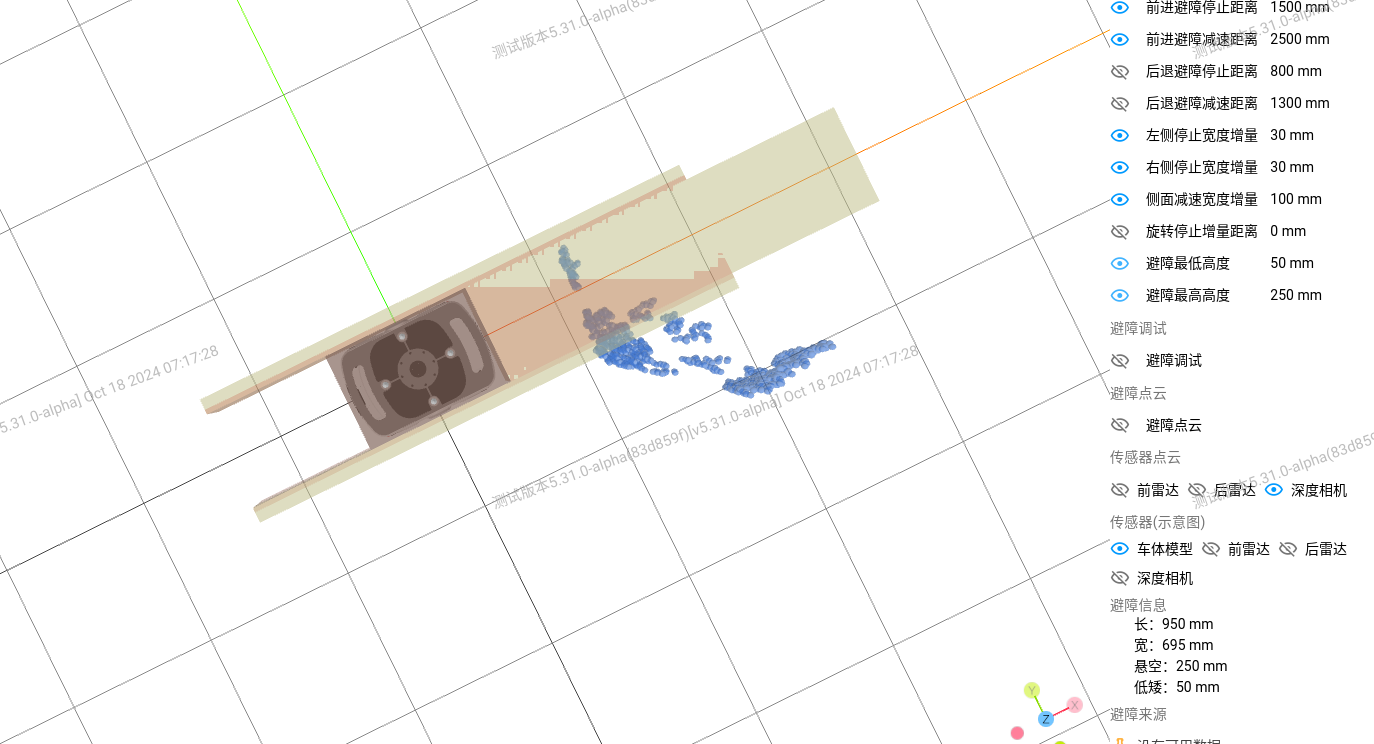 前进避障停止距离 1500 mm
前进避障减速距离 2500 mm
后退避障停止距离 800 mm
后退避障减速距离 1300 mm
左侧停止宽度增量 30 mm
右侧停止宽度增量 30 mm
侧面减速宽度增量 100 mm
旋转停止增量距离 0 mm
避障最低高度 50 mm
避障最高高度 250 mm
避障调试
避障调试
避障点云
避障点云
传感器点云
前雷达 后雷达 深度相机
传感器(示意图)
车体模型 前雷达 后雷达
深度相机
避障信息
长：950 mm
宽：695 mm
悬空：250 mm
低矮：50 mm
避障来源
没有可用数据
测试版本5.31.0-alpha(83d
测试版本5.31.0-alpha(83d859f)[v5.31.0-alpha] Oct 18 2024 07:17:28
5.31.0-alpha] Oct 18 2024 07:17:28
测试版本5.31.0-alpha(83d859
测试版本5.31.0-alpha(83d
Y
X
Z